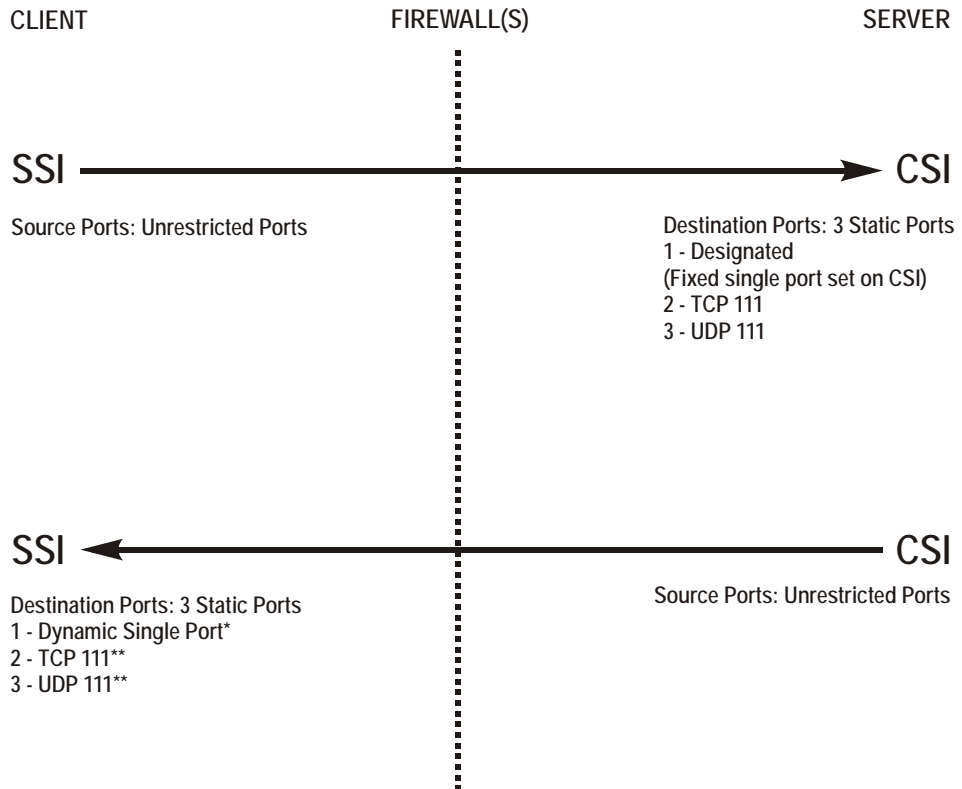 CLIENT FIREWALL(S) SERVER
SSI CSI
Source Ports: Unrestricted Ports
Destination Ports: 3 Static Ports
1 - Designated
(Fixed single port set on CSI)
2 - TCP 111
3 - UDP 111
SSI CSI
Destination Ports: 3 Static Ports
1 - Dynamic Single Port*
2 - TCP 111**
3 - UDP 111**
Source Ports: Unrestricted Ports